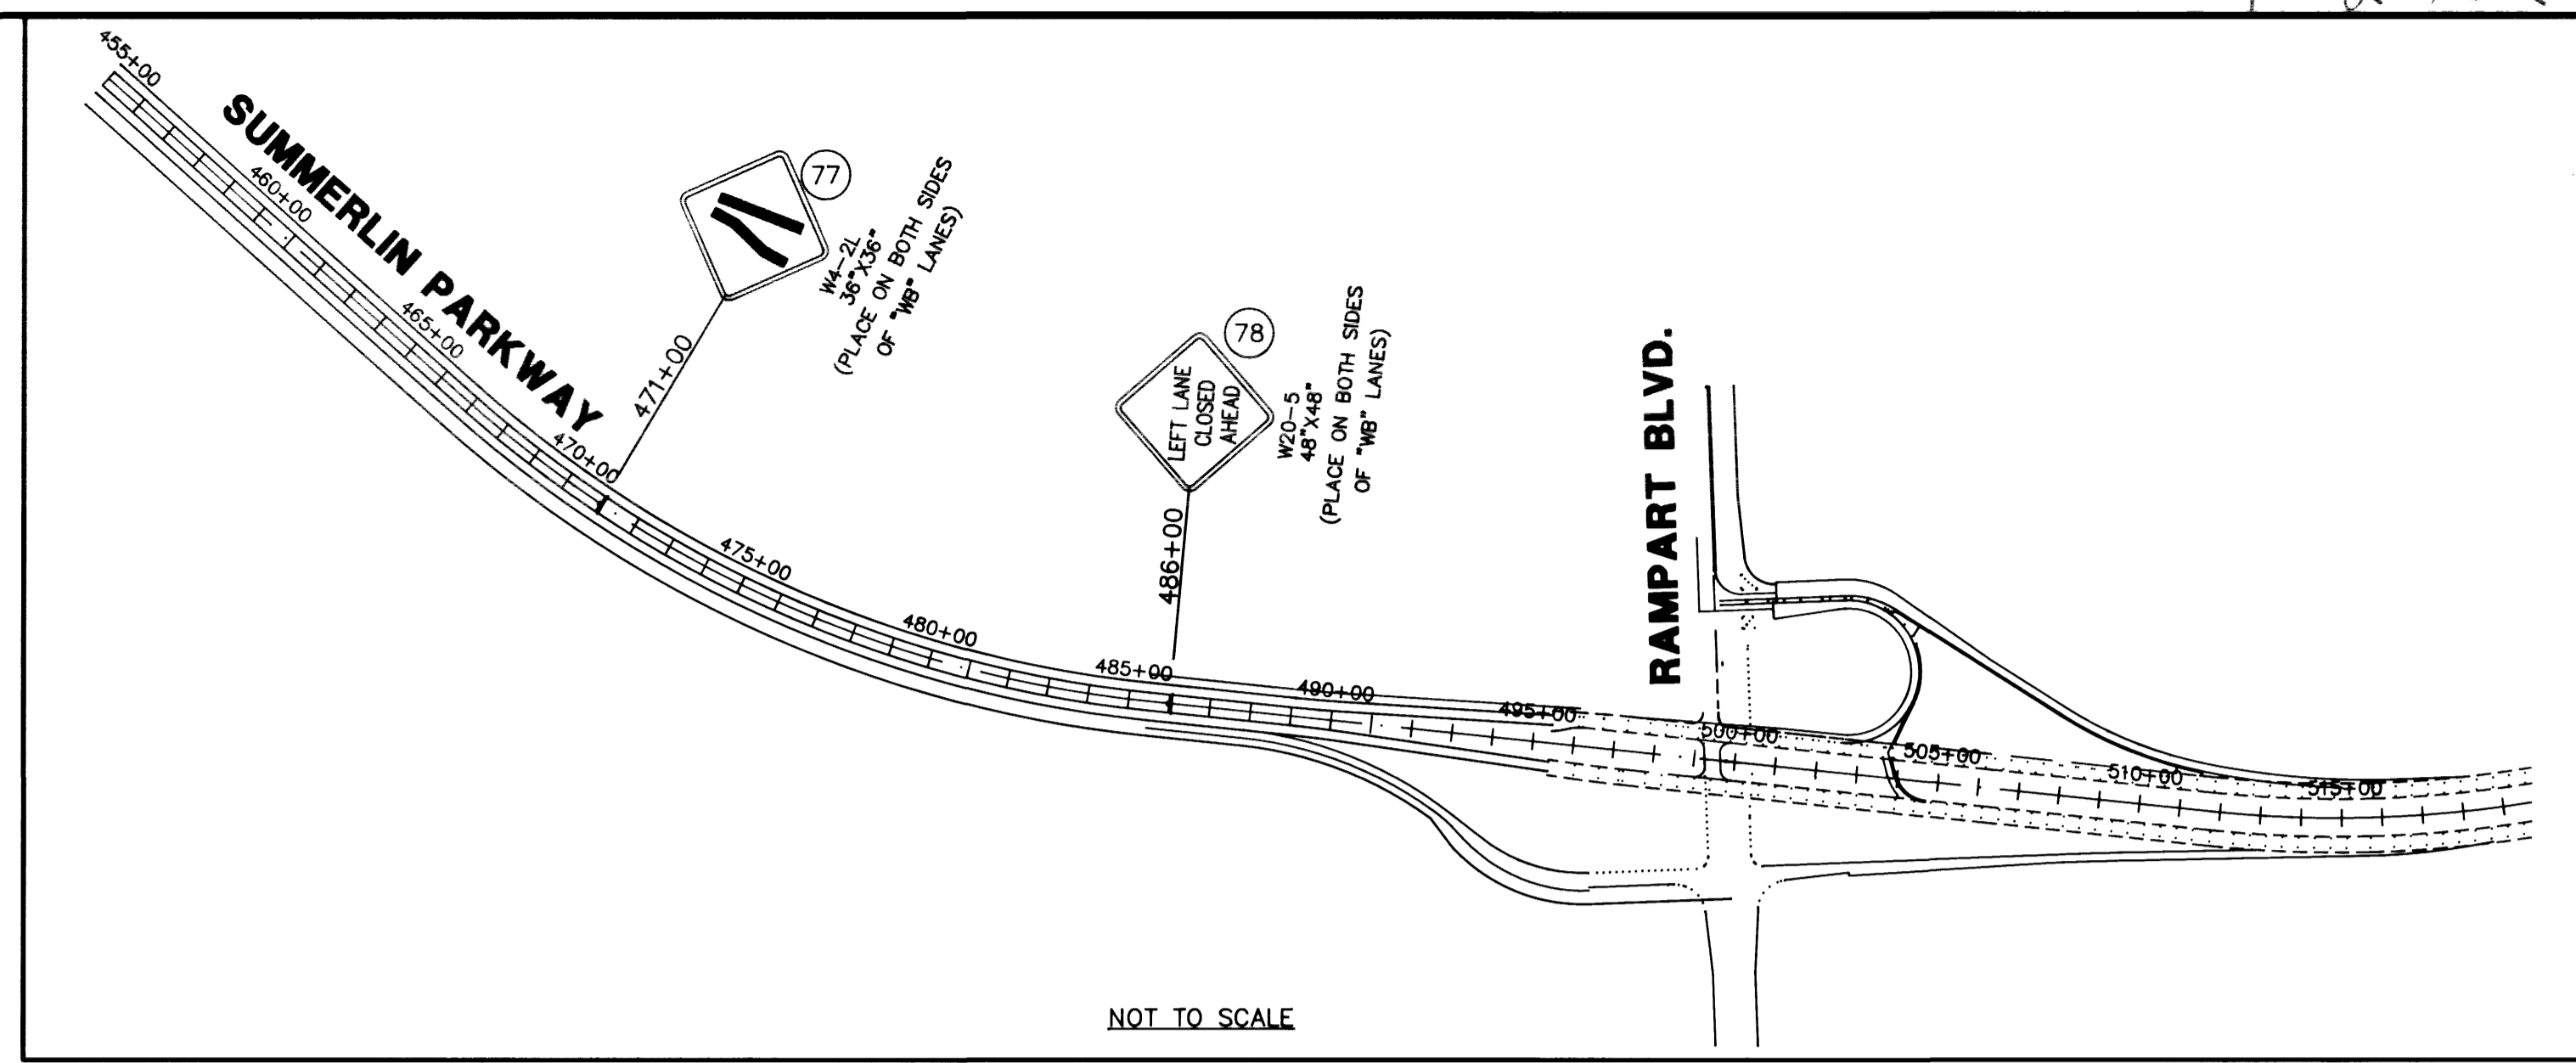 455+00
SUMMERLIN PARKWAY
460+00
465+00
470+00
471+00
77
W4-2L
36"X36"
(PLACE ON BOTH SIDES
OF "WB" LANES)
475+00
480+00
485+00
486+00
78
LEFT LANE
CLOSED
AHEAD
W20-5
48"X48"
(PLACE ON BOTH SIDES
OF "WB" LANES)
490+00
495+00
RAMPART BLVD.
500+00
505+00
510+00
515+00
NOT TO SCALE